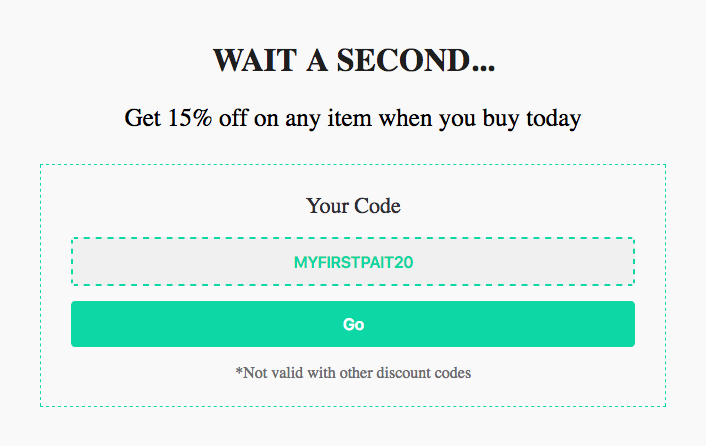 WAIT A SECOND...
Get 15% off on any item when you buy today
Your Code
MYFIRSTPAIT20
Go
*Not valid with other discount codes